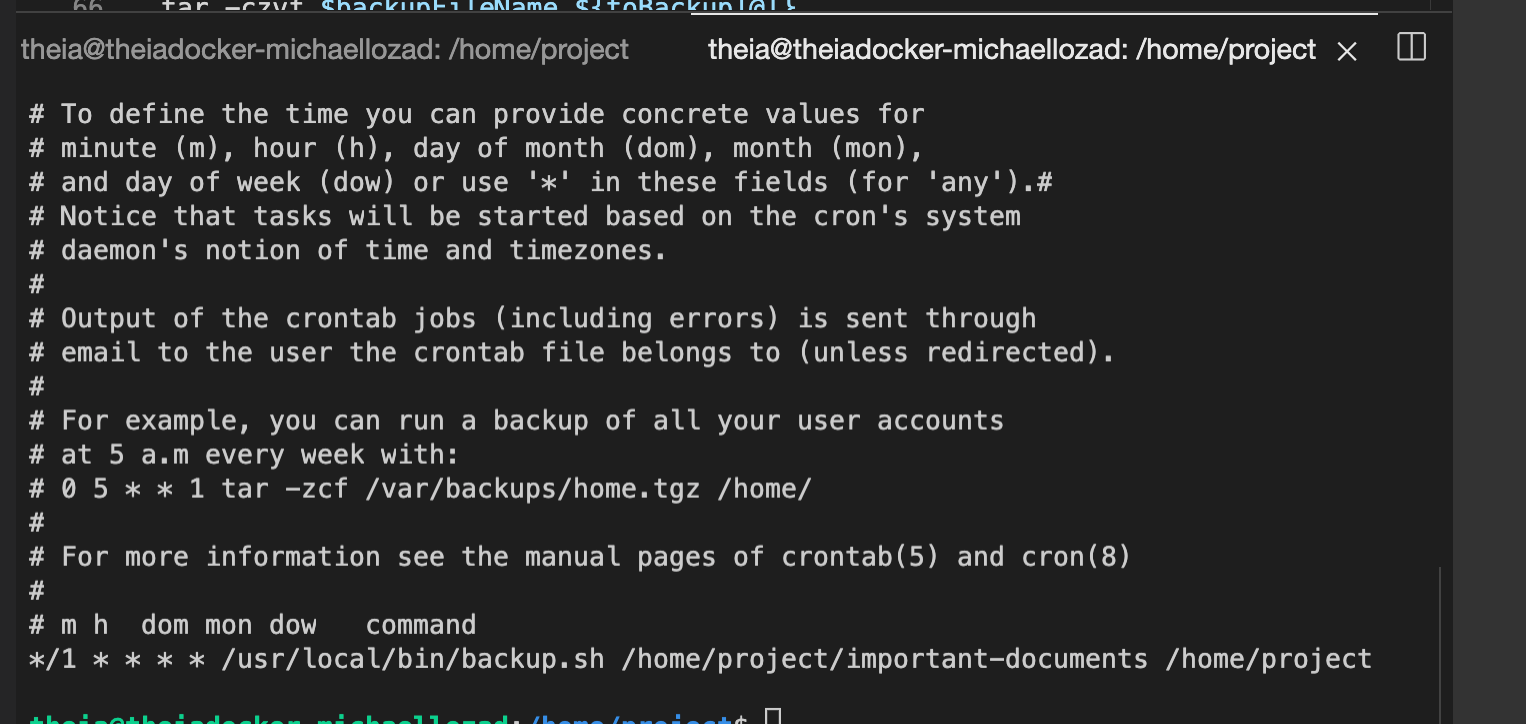 66 tar -czvf $backupFileName ${toBackup[@]}
theia@theiadocker-michaellozad: /home/project theia@theiadocker-michaellozad: /home/project ×
# To define the time you can provide concrete values for
# minute (m), hour (h), day of month (dom), month (mon),
# and day of week (dow) or use '*' in these fields (for 'any').#
# Notice that tasks will be started based on the cron's system
# daemon's notion of time and timezones.
#
# Output of the crontab jobs (including errors) is sent through
# email to the user the crontab file belongs to (unless redirected).
#
# For example, you can run a backup of all your user accounts
# at 5 a.m every week with:
# 0 5 * * 1 tar -zcf /var/backups/home.tgz /home/
#
# For more information see the manual pages of crontab(5) and cron(8)
#
# m h  dom mon dow   command
*/1 * * * * /usr/local/bin/backup.sh /home/project/important-documents /home/project
theia@theiadocker-michaellozad:/home/project$